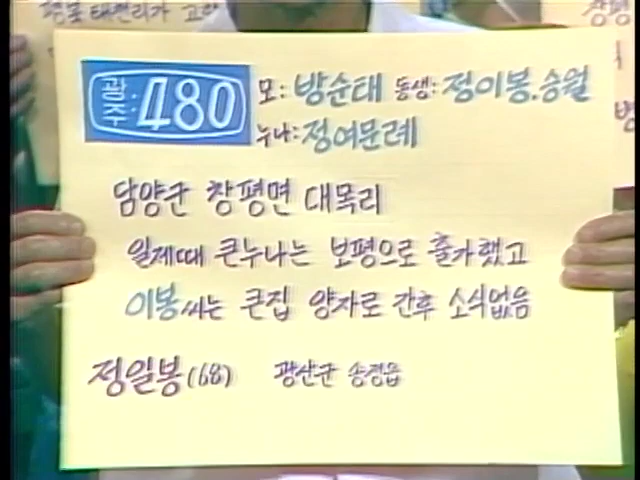 광주:480
모: 방순태 동생: 정이봉.승월
누나: 정여문례
담양군 창평면 대목리
일제때 큰누나는 보평으로 출가했고
이봉씨는 큰집 양자로 간후 소식없음
정일봉(68) 광산군 송정읍